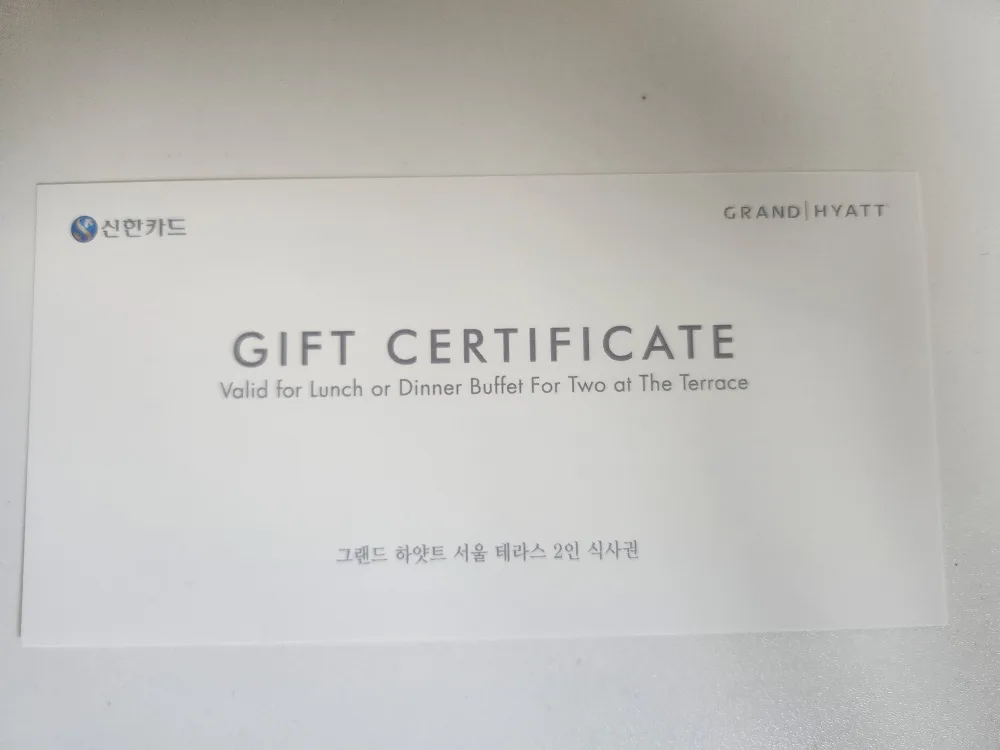 신한카드
GRAND | HYATT
GIFT CERTIFICATE
Valid for Lunch or Dinner Buffet For Two at The Terrace
그랜드 하얏트 서울 테라스 2인 식사권